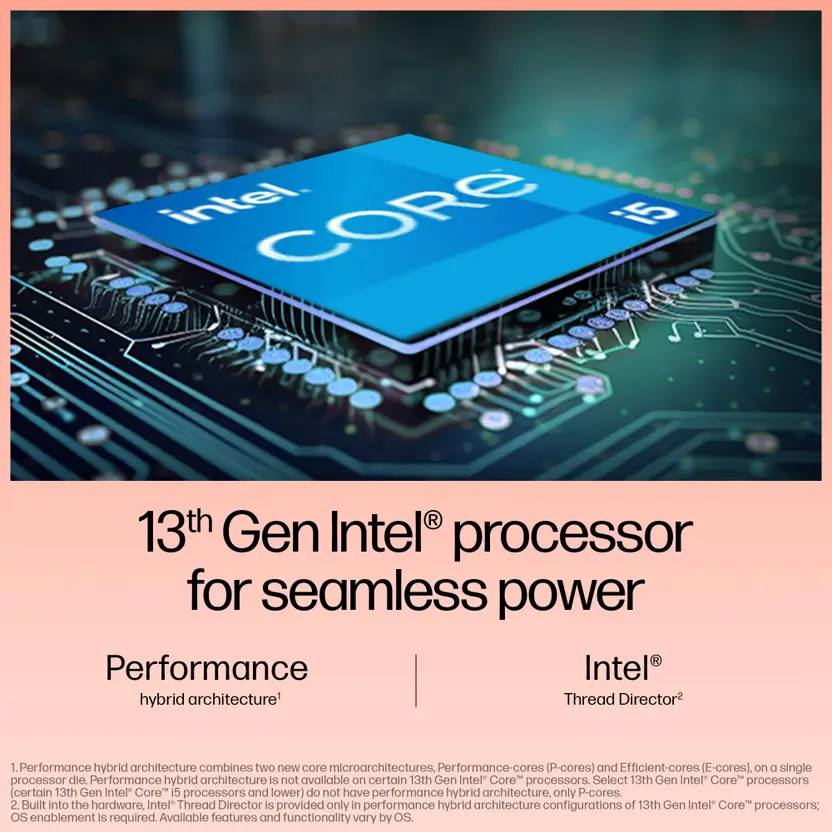 intel.
CORE™
i5
13th Gen Intel® processor
for seamless power
Performance
hybrid architecture¹
Intel®
Thread Director²
1. Performance hybrid architecture combines two new core microarchitectures, Performance-cores (P-cores) and Efficient-cores (E-cores), on a single
processor die. Performance hybrid architecture is not available on certain 13th Gen Intel® Core™ processors. Select 13th Gen Intel® Core™ processors
(certain 13th Gen Intel® Core™ i5 processors and lower) do not have performance hybrid architecture, only P-cores.
2. Built into the hardware, Intel® Thread Director is provided only in performance hybrid architecture configurations of 13th Gen Intel® Core™ processors;
OS enablement is required. Available features and functionality vary by OS.